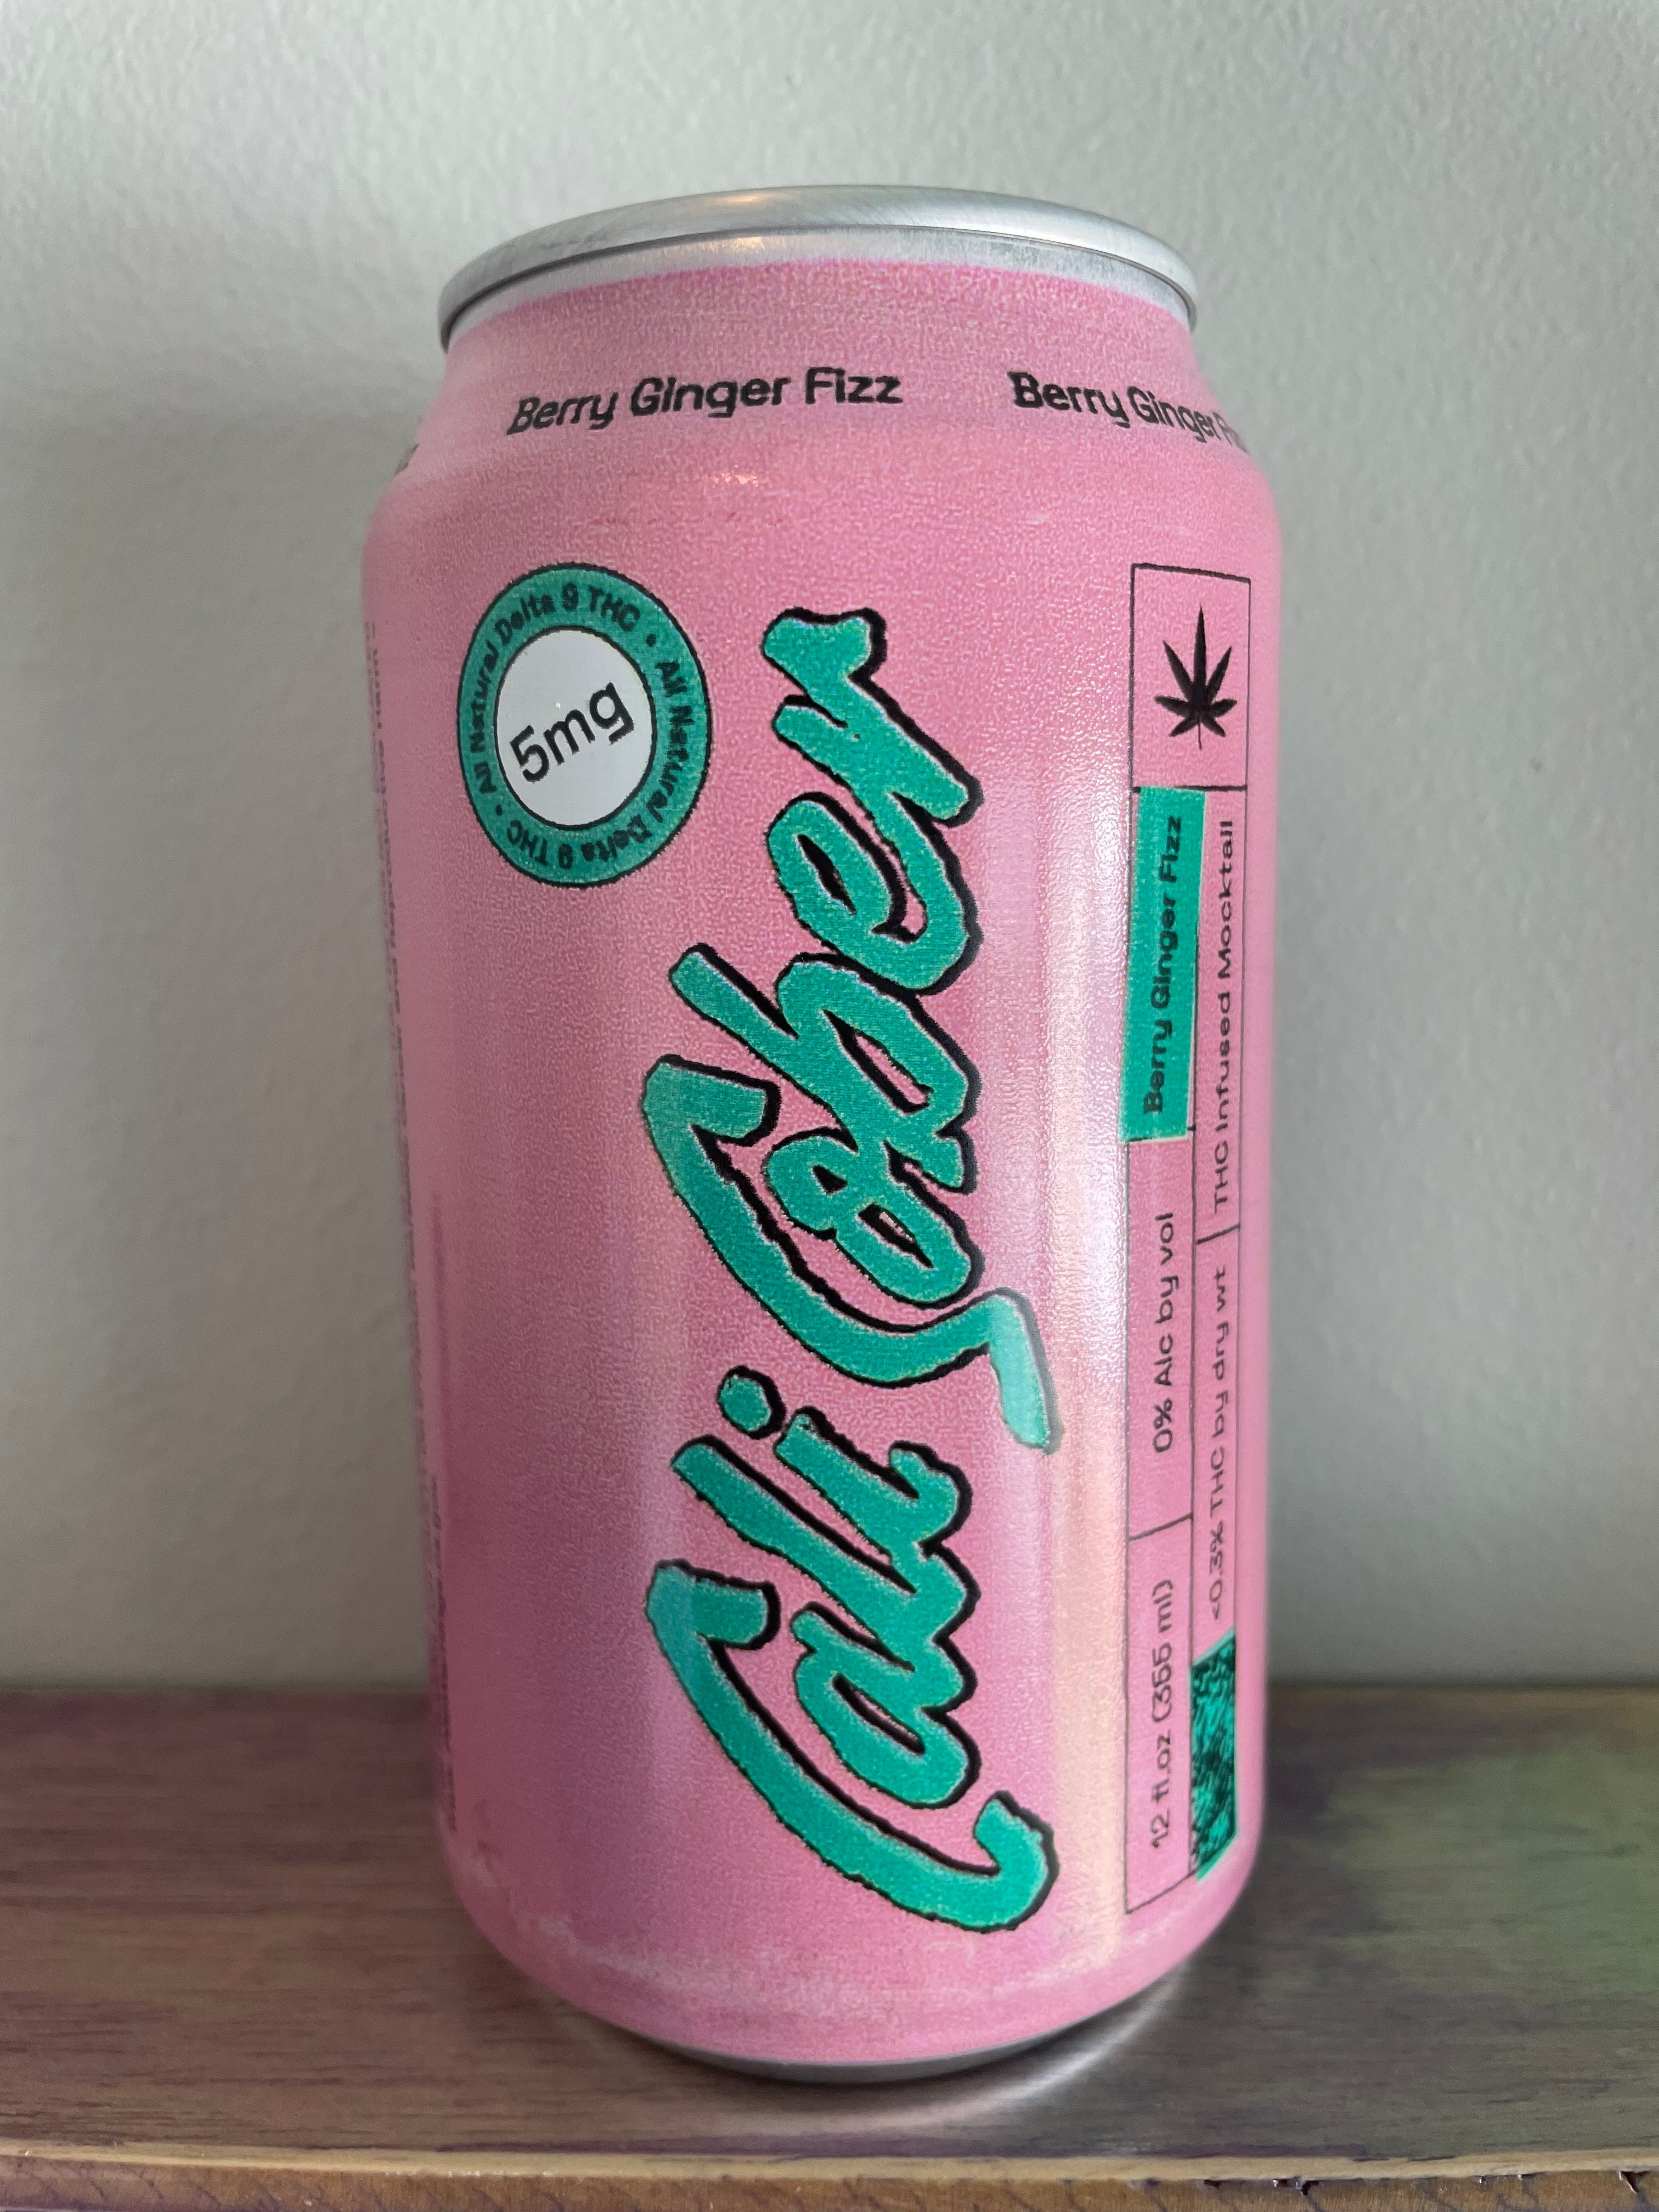 Berry Ginger Fizz
Berry Ginger
All Natural Delta 9 THC • All Natural Delta 9 THC •
5mg
Cali Sober
Berry Ginger Fizz
0% Alc by vol
12 fl.oz (355 ml)
THC Infused Mocktail
<0.3% THC by dry wt